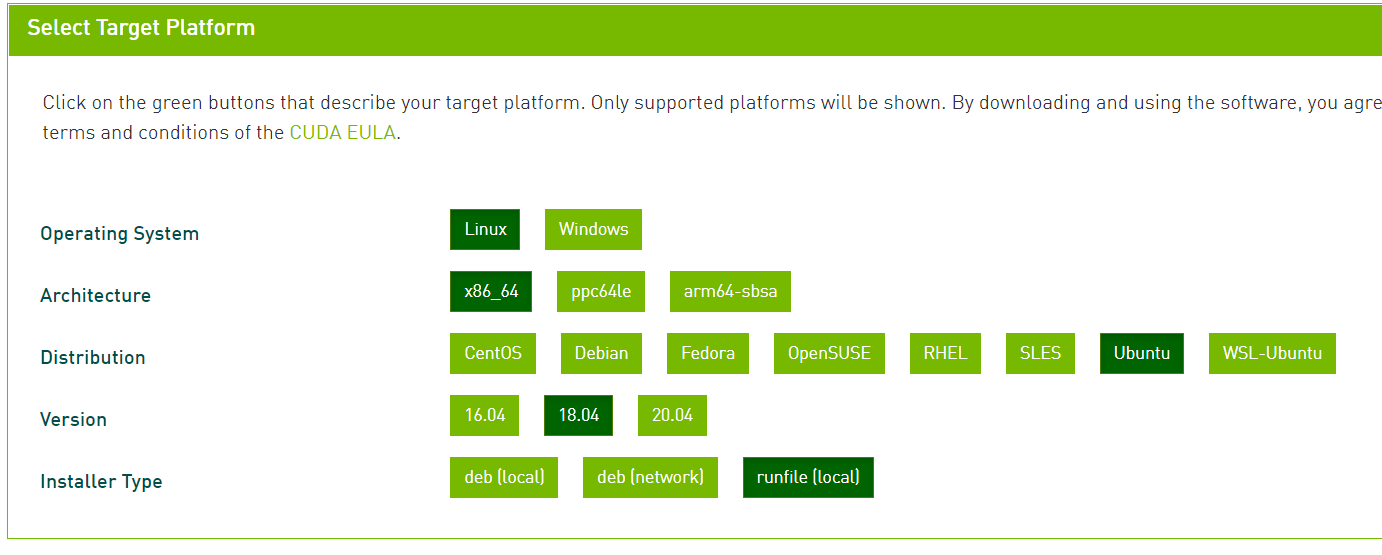 Select Target Platform
Click on the green buttons that describe your target platform. Only supported platforms will be shown. By downloading and using the software, you agre
terms and conditions of the CUDA EULA.
Operating System Linux Windows
Architecture x86_64 ppc64le arm64-sbsa
Distribution CentOS Debian Fedora OpenSUSE RHEL SLES Ubuntu WSL-Ubuntu
Version 16.04 18.04 20.04
Installer Type deb (local) deb (network) runfile (local)